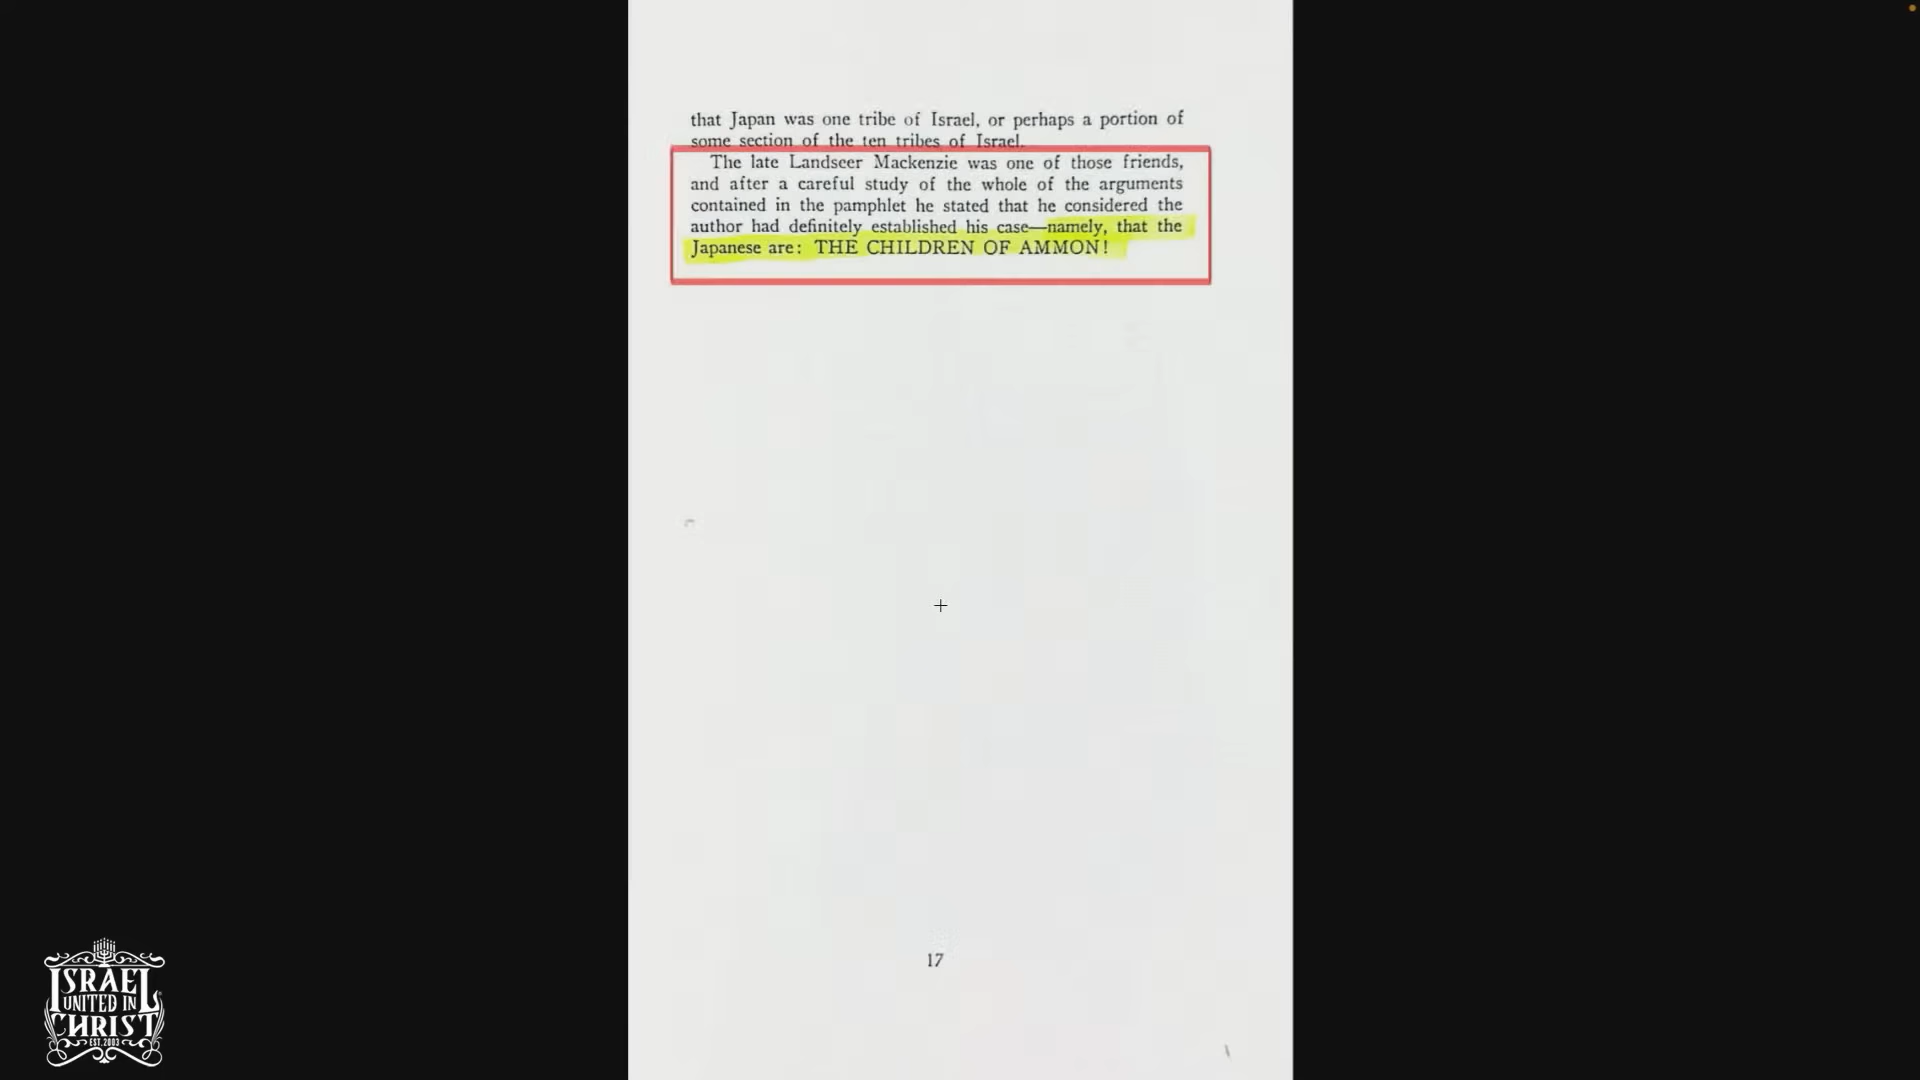 that Japan was one tribe of Israel, or perhaps a portion of
some section of the ten tribes of Israel.
The late Landseer Mackenzie was one of those friends,
and after a careful study of the whole of the arguments
contained in the pamphlet he stated that he considered the
author had definitely established his case—namely, that the
Japanese are: THE CHILDREN OF AMMON!
17
ISRAEL
UNITED IN
CHRIST
EST. 2003